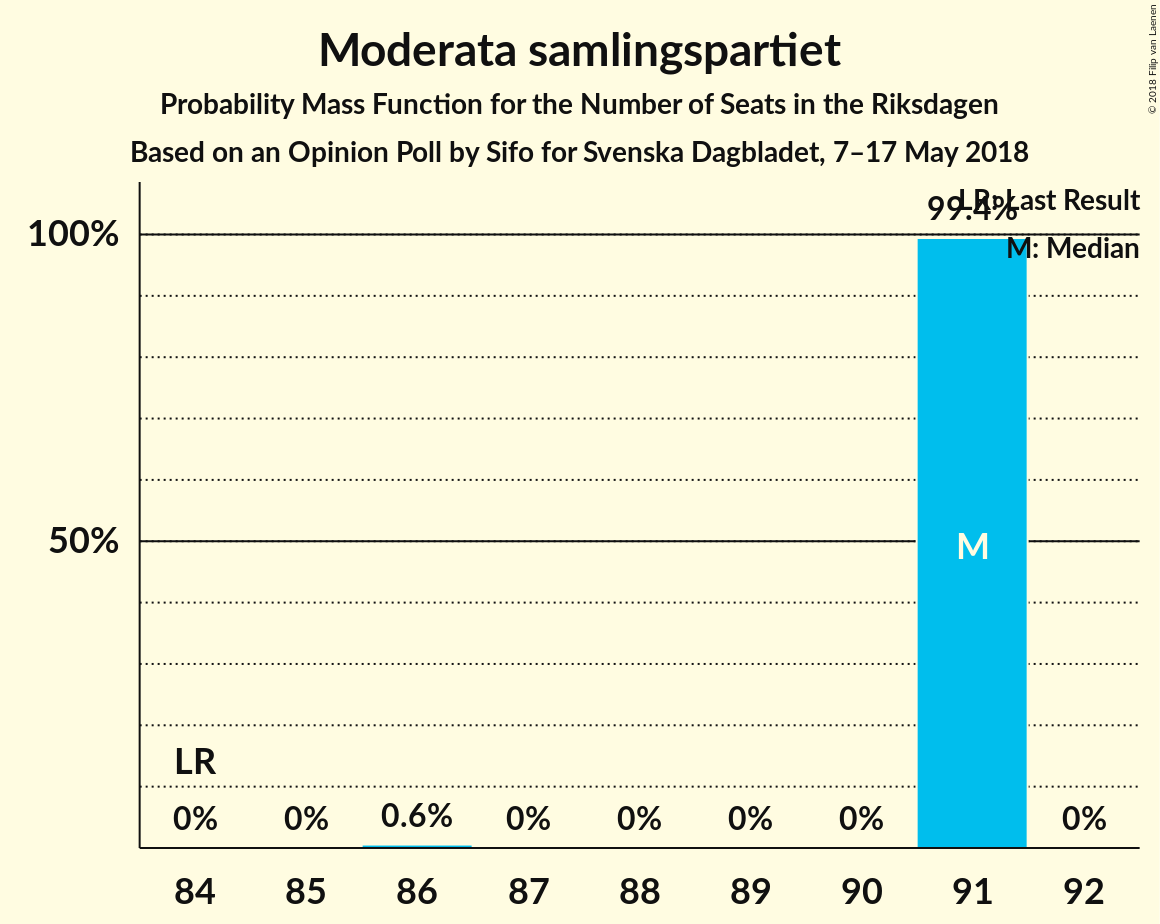 Moderata samlingspartiet
Probability Mass Function for the Number of Seats in the Riksdagen
Based on an Opinion Poll by Sifo for Svenska Dagbladet, 7–17 May 2018
© 2018 Filip van Laenen
LR: Last Result
M: Median
99.4%
100%
50%
M
LR
0% 0% 0.6% 0% 0% 0% 0% 0%
84 85 86 87 88 89 90 91 92